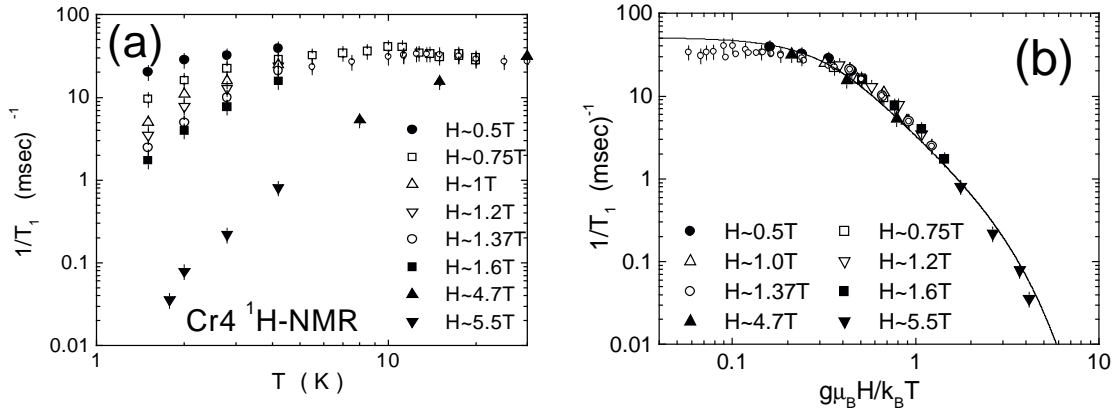 (a)
100
10
1
0.1
0.01
1/T₁ (msec) ⁻¹
H~0.5T
H~0.75T
H~1T
H~1.2T
H~1.37T
H~1.6T
H~4.7T
H~5.5T
Cr4 ¹H-NMR
1 10
T (K)
(b)
100
10
1
0.1
0.01
1/T₁ (msec)⁻¹
H~0.5T H~0.75T
H~1.0T H~1.2T
H~1.37T H~1.6T
H~4.7T H~5.5T
0.1 1 10
gμ_BH/k_BT